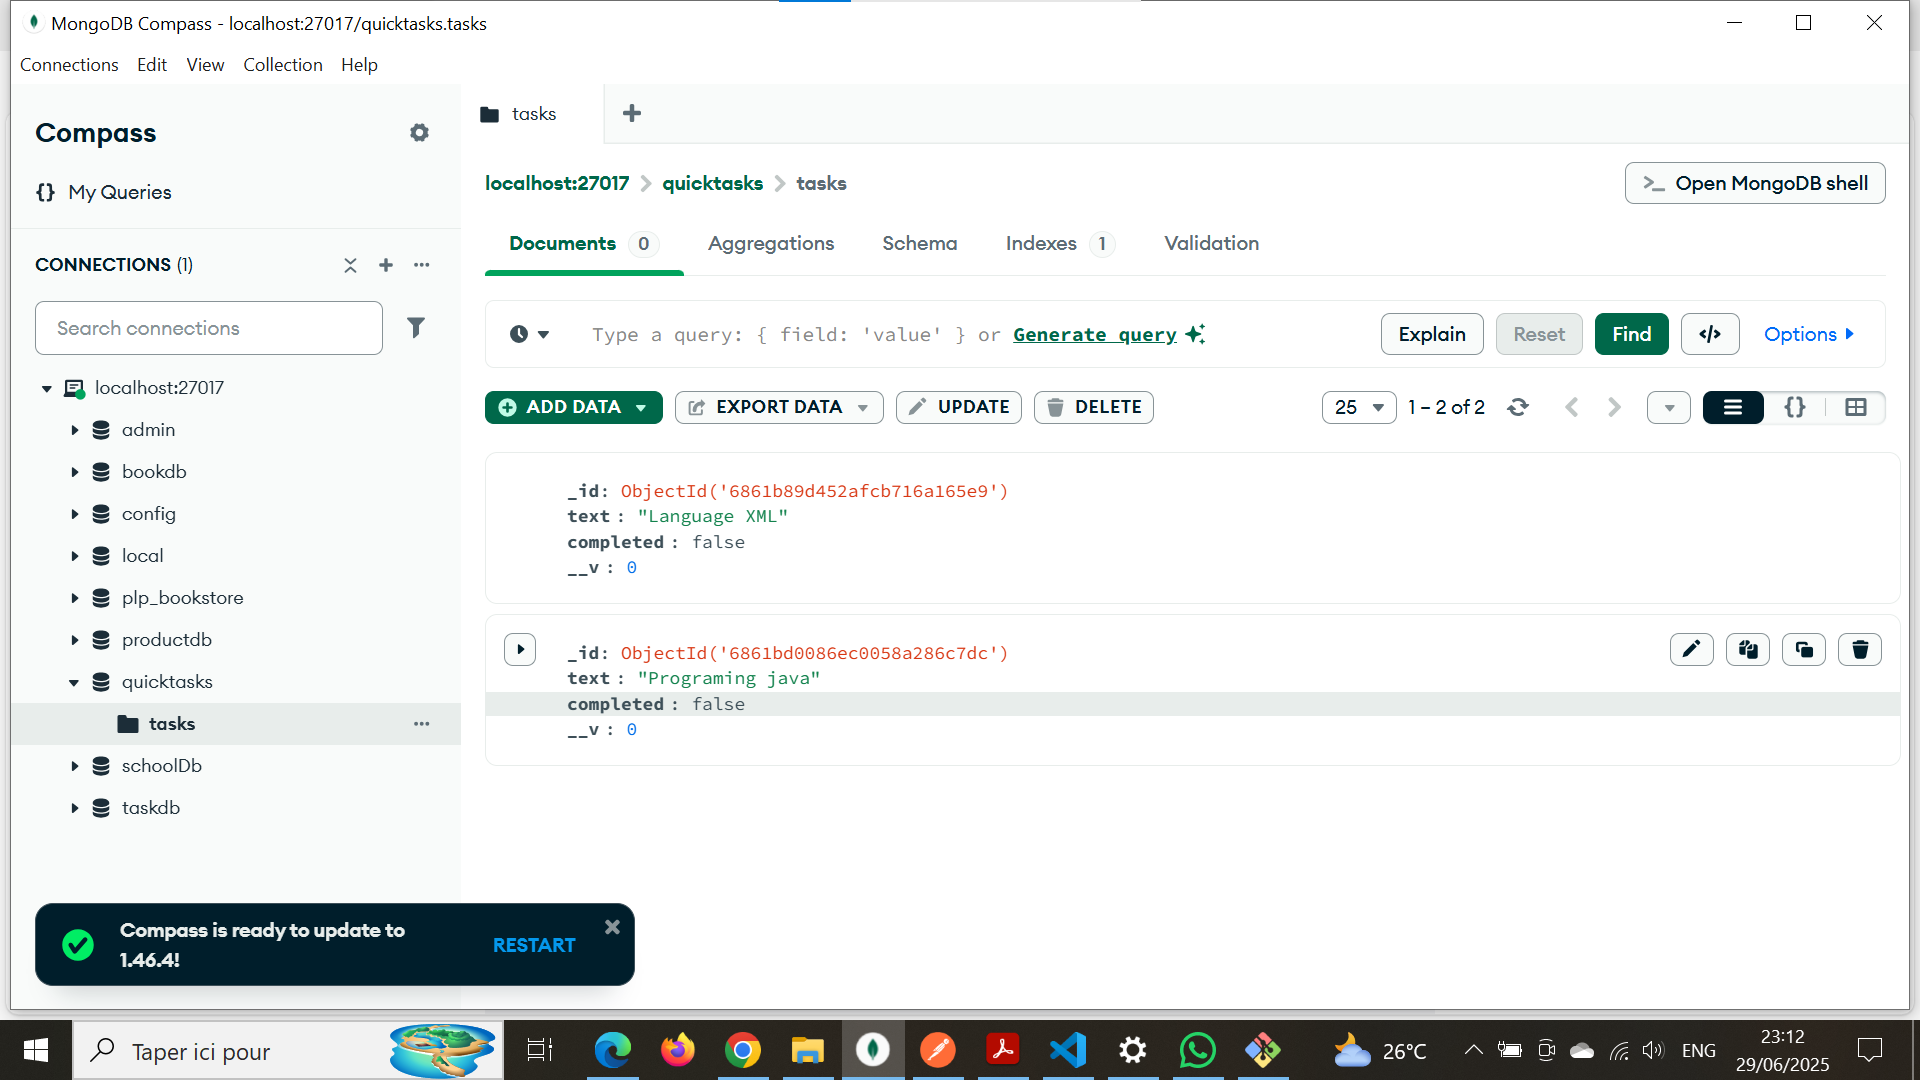 MongoDB Compass - localhost:27017/quicktasks.tasks
Connections Edit View Collection Help
Compass
{} My Queries
CONNECTIONS (1)
Search connections
localhost:27017
admin
bookdb
config
local
plp_bookstore
productdb
quicktasks
tasks
schoolDb
taskdb
tasks
localhost:27017 > quicktasks > tasks
>_ Open MongoDB shell
Documents 0 Aggregations Schema Indexes 1 Validation
Type a query: { field: 'value' } or Generate query
Explain Reset Find </> Options
ADD DATA EXPORT DATA UPDATE DELETE
25 1 – 2 of 2 {}
_id: ObjectId('6861b89d452afcb716a165e9')
text : "Language XML"
completed : false
__v : 0
_id: ObjectId('6861bd0086ec0058a286c7dc')
text : "Programing java"
completed : false
__v : 0
Compass is ready to update to
1.46.4!
RESTART
Taper ici pour
26°C
ENG
23:12
29/06/2025